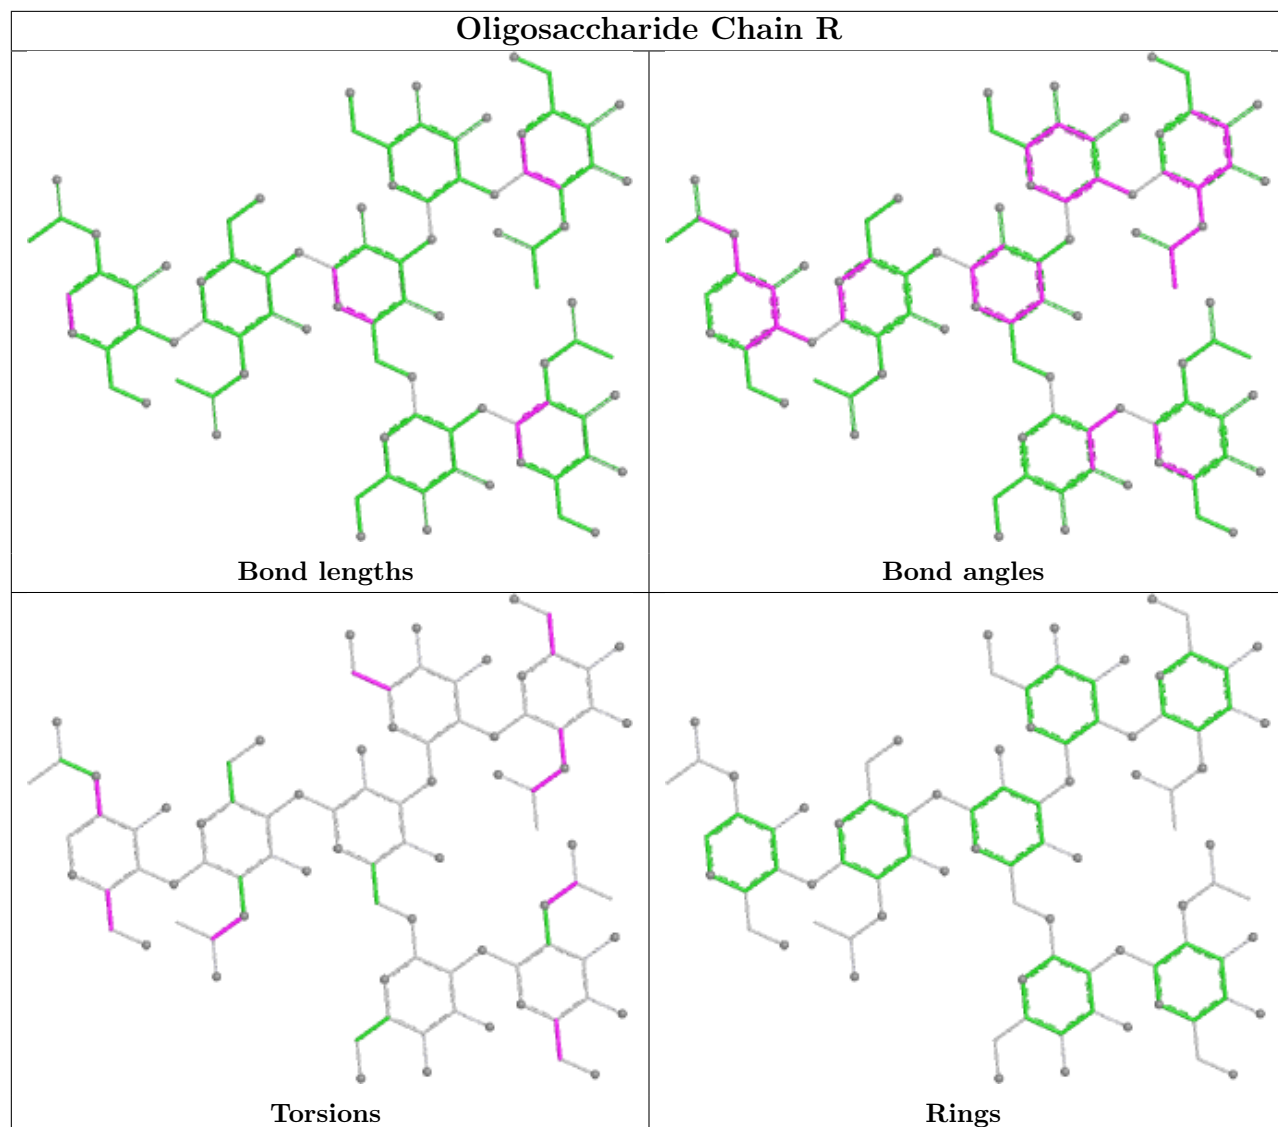 Oligosaccharide Chain R
Bond lengths
Bond angles
Torsions
Rings